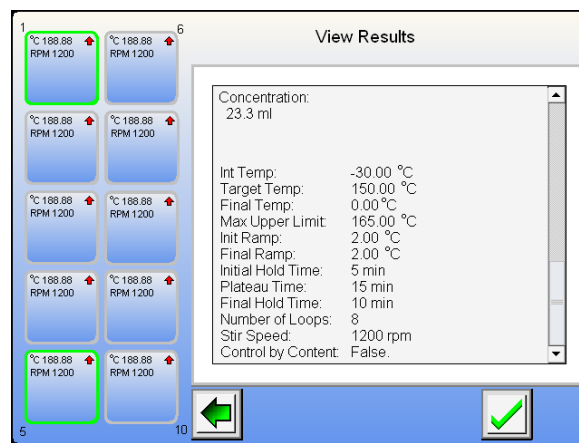 View Results
1
6
°C 188.88
RPM 1200
°C 188.88
RPM 1200
°C 188.88
RPM 1200
°C 188.88
RPM 1200
°C 188.88
RPM 1200
°C 188.88
RPM 1200
°C 188.88
RPM 1200
°C 188.88
RPM 1200
°C 188.88
RPM 1200
°C 188.88
RPM 1200
5
10
Concentration:
23.3 ml
Int Temp: -30.00 °C
Target Temp: 150.00 °C
Final Temp: 0.00 °C
Max Upper Limit: 165.00 °C
Init Ramp: 2.00 °C
Final Ramp: 2.00 °C
Initial Hold Time: 5 min
Plateau Time: 15 min
Final Hold Time: 10 min
Number of Loops: 8
Stir Speed: 1200 rpm
Control by Content: False.